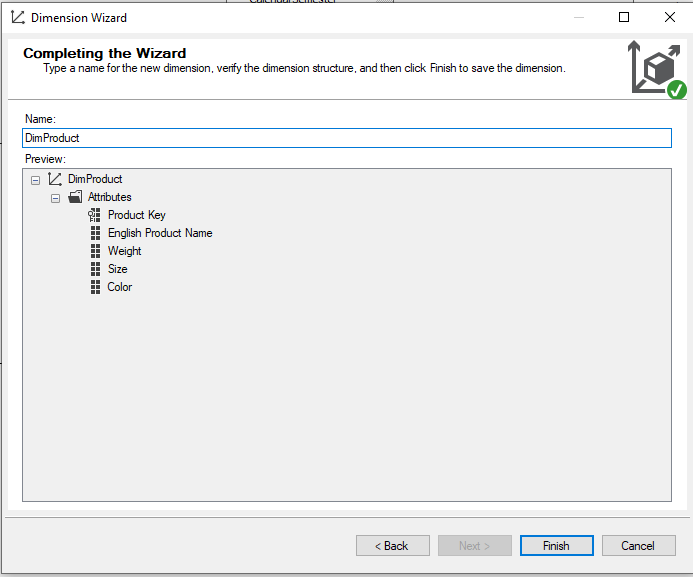 CalendarSemester
Dimension Wizard
Completing the Wizard
Type a name for the new dimension, verify the dimension structure, and then click Finish to save the dimension.
Name:
DimProduct
Preview:
DimProduct
Attributes
Product Key
English Product Name
Weight
Size
Color
< Back
Next >
Finish
Cancel